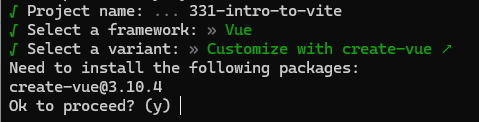 √ Project name: ... 331-intro-to-vite
√ Select a framework: » Vue
√ Select a variant: » Customize with create-vue ↗
Need to install the following packages:
create-vue@3.10.4
Ok to proceed? (y)